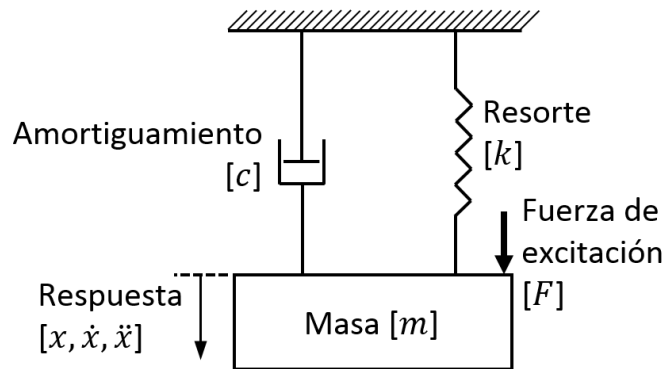 Amortiguamiento
[c]
Resorte
[k]
Fuerza de
excitación
[F]
Respuesta
[x, ẋ, ẍ]
Masa [m]